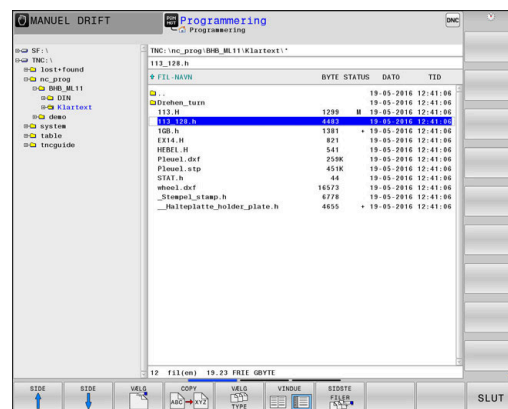 MANUEL DRIFT
PGM
MGT
Programmering
Programmering
DNC
SF:\
TNC:\
lost+found
nc_prog
BHB_ML11
DIN
Klartext
demo
system
table
tncguide
TNC:\nc_prog\BHB_ML11\Klartext\*
113_128.h
FIL-NAVN BYTE STATUS DATO TID
.. 19-05-2016 12:41:06
Drehen_turn 19-05-2016 12:41:06
113.H 1299 M 19-05-2016 12:41:06
113_128.h 4403 19-05-2016 12:41:06
1GB.h 1381 + 19-05-2016 12:41:06
EX14.H 821 19-05-2016 12:41:06
HEBEL.H 541 19-05-2016 12:41:06
Pleuel.dxf 259K 19-05-2016 12:41:06
Pleuel.stp 451K 19-05-2016 12:41:06
STAT.h 44 19-05-2016 12:41:06
wheel.dxf 16573 19-05-2016 12:41:06
_Stempel_stamp.h 6778 19-05-2016 12:41:06
__Halteplatte_holder_plate.h 4655 + 19-05-2016 12:41:06
12 fil(en) 19.23 FRIE GBYTE
SIDE
SIDE
VÆLG
COPY
ABC XYZ
VÆLG
TYPE
VINDUE
SIDSTE
FILER
SLUT